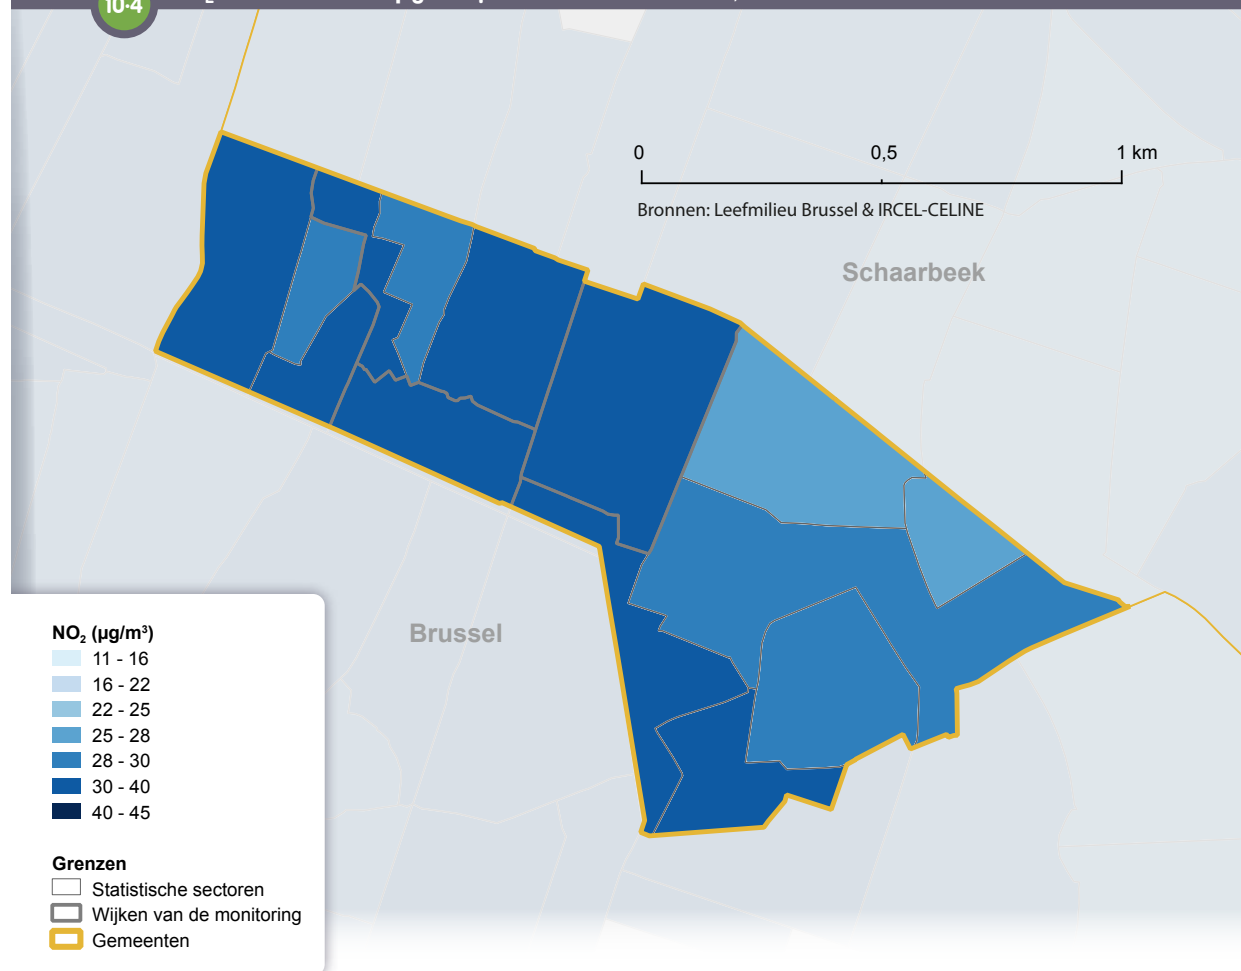 10·4
0 0,5 1 km
Bronnen: Leefmilieu Brussel & IRCEL-CELINE
Schaarbeek
Brussel
NO₂ (µg/m³)
11 - 16
16 - 22
22 - 25
25 - 28
28 - 30
30 - 40
40 - 45
Grenzen
Statistische sectoren
Wijken van de monitoring
Gemeenten